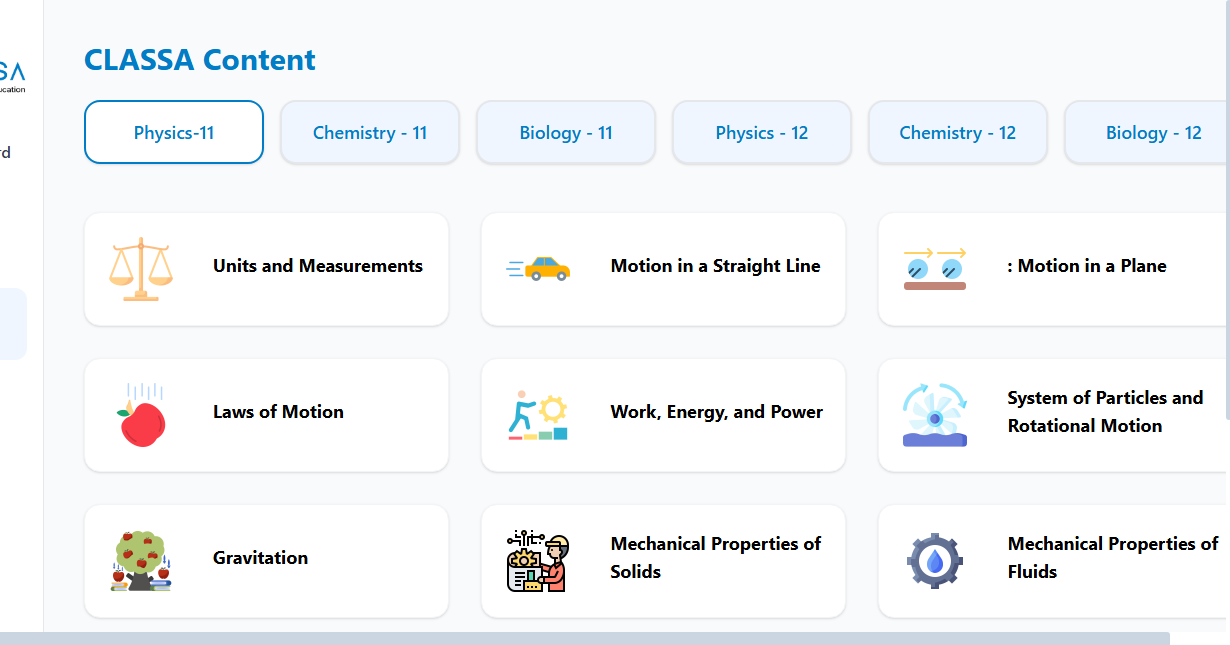 CLASSA Content
SA
ucation
Physics-11
Chemistry - 11
Biology - 11
Physics - 12
Chemistry - 12
Biology - 12
rd
Units and Measurements
Motion in a Straight Line
: Motion in a Plane
Laws of Motion
Work, Energy, and Power
System of Particles and
Rotational Motion
Gravitation
Mechanical Properties of
Solids
Mechanical Properties of
Fluids